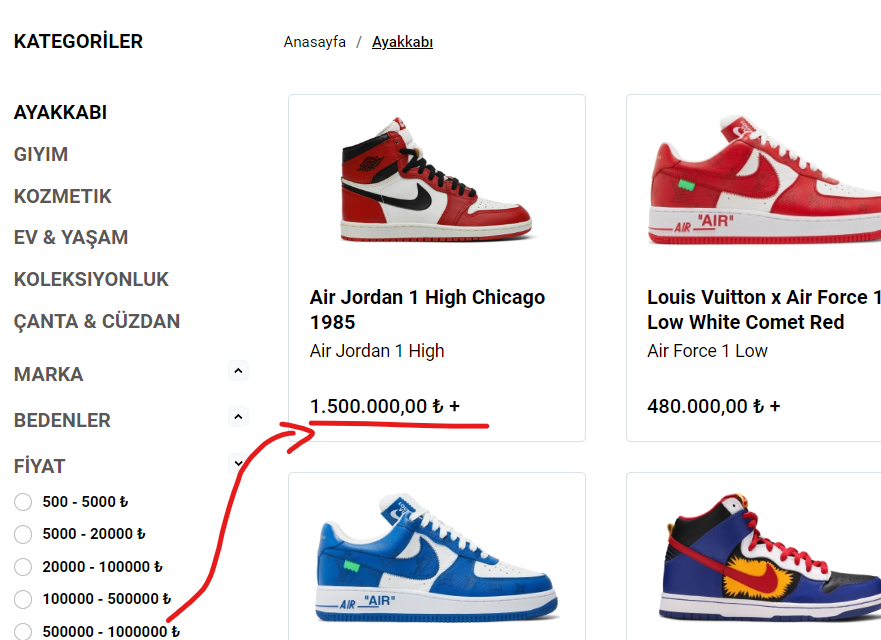 KATEGORİLER
Anasayfa / Ayakkabı
AYAKKABI
GIYIM
KOZMETIK
EV & YAŞAM
KOLEKSIYONLUK
ÇANTA & CÜZDAN
MARKA
BEDENLER
FİYAT
500 - 5000 ₺
5000 - 20000 ₺
20000 - 100000 ₺
100000 - 500000 ₺
500000 - 1000000 ₺
Air Jordan 1 High Chicago
1985
Air Jordan 1 High
1.500.000,00 ₺ +
AIR "AIR"
Louis Vuitton x Air Force 1
Low White Comet Red
Air Force 1 Low
480.000,00 ₺ +
AIR "AIR"